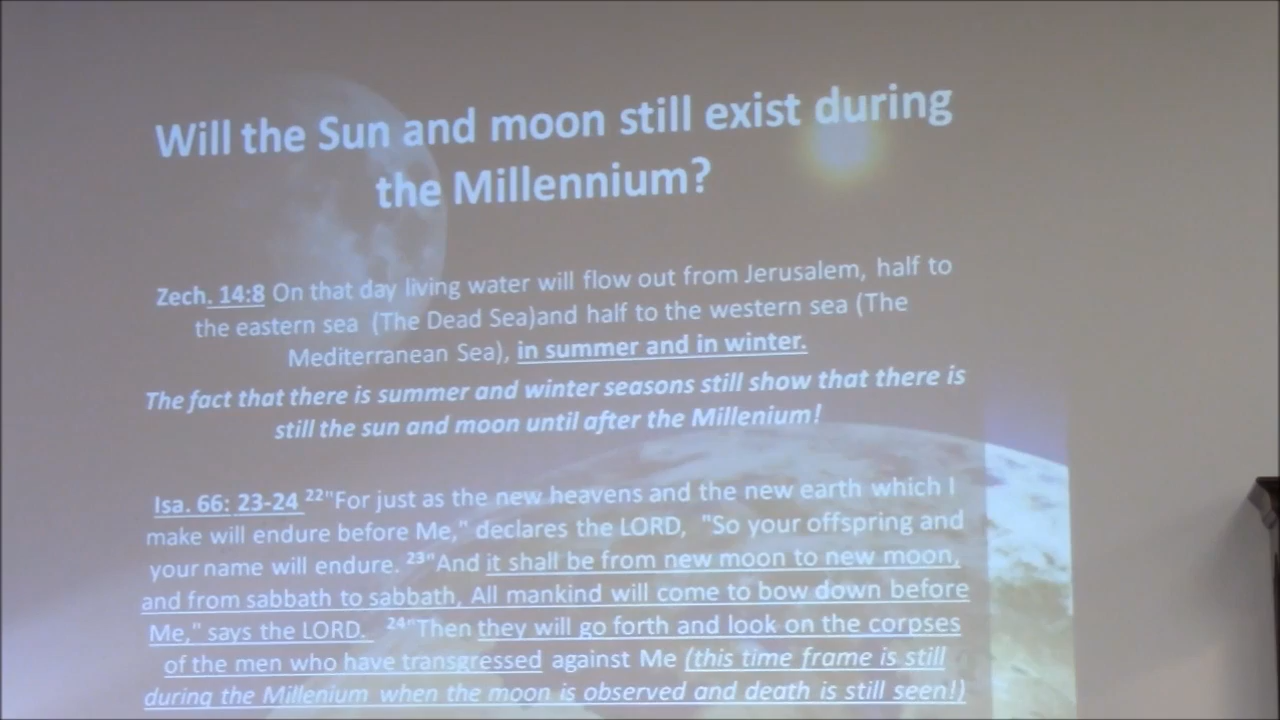 Will the Sun and moon still exist during
the Millennium?
Zech. 14:8 On that day living water will flow out from Jerusalem, half to
the eastern sea (The Dead Sea)and half to the western sea (The
Mediterranean Sea), in summer and in winter.
The fact that there is summer and winter seasons still show that there is
still the sun and moon until after the Millenium!
Isa. 66: 23-24 22"For just as the new heavens and the new earth which I
make will endure before Me," declares the LORD, "So your offspring and
your name will endure. 23"And it shall be from new moon to new moon,
and from sabbath to sabbath, All mankind will come to bow down before
Me," says the LORD. 24"Then they will go forth and look on the corpses
of the men who have transgressed against Me (this time frame is still
during the Millenium when the moon is observed and death is still seen!)